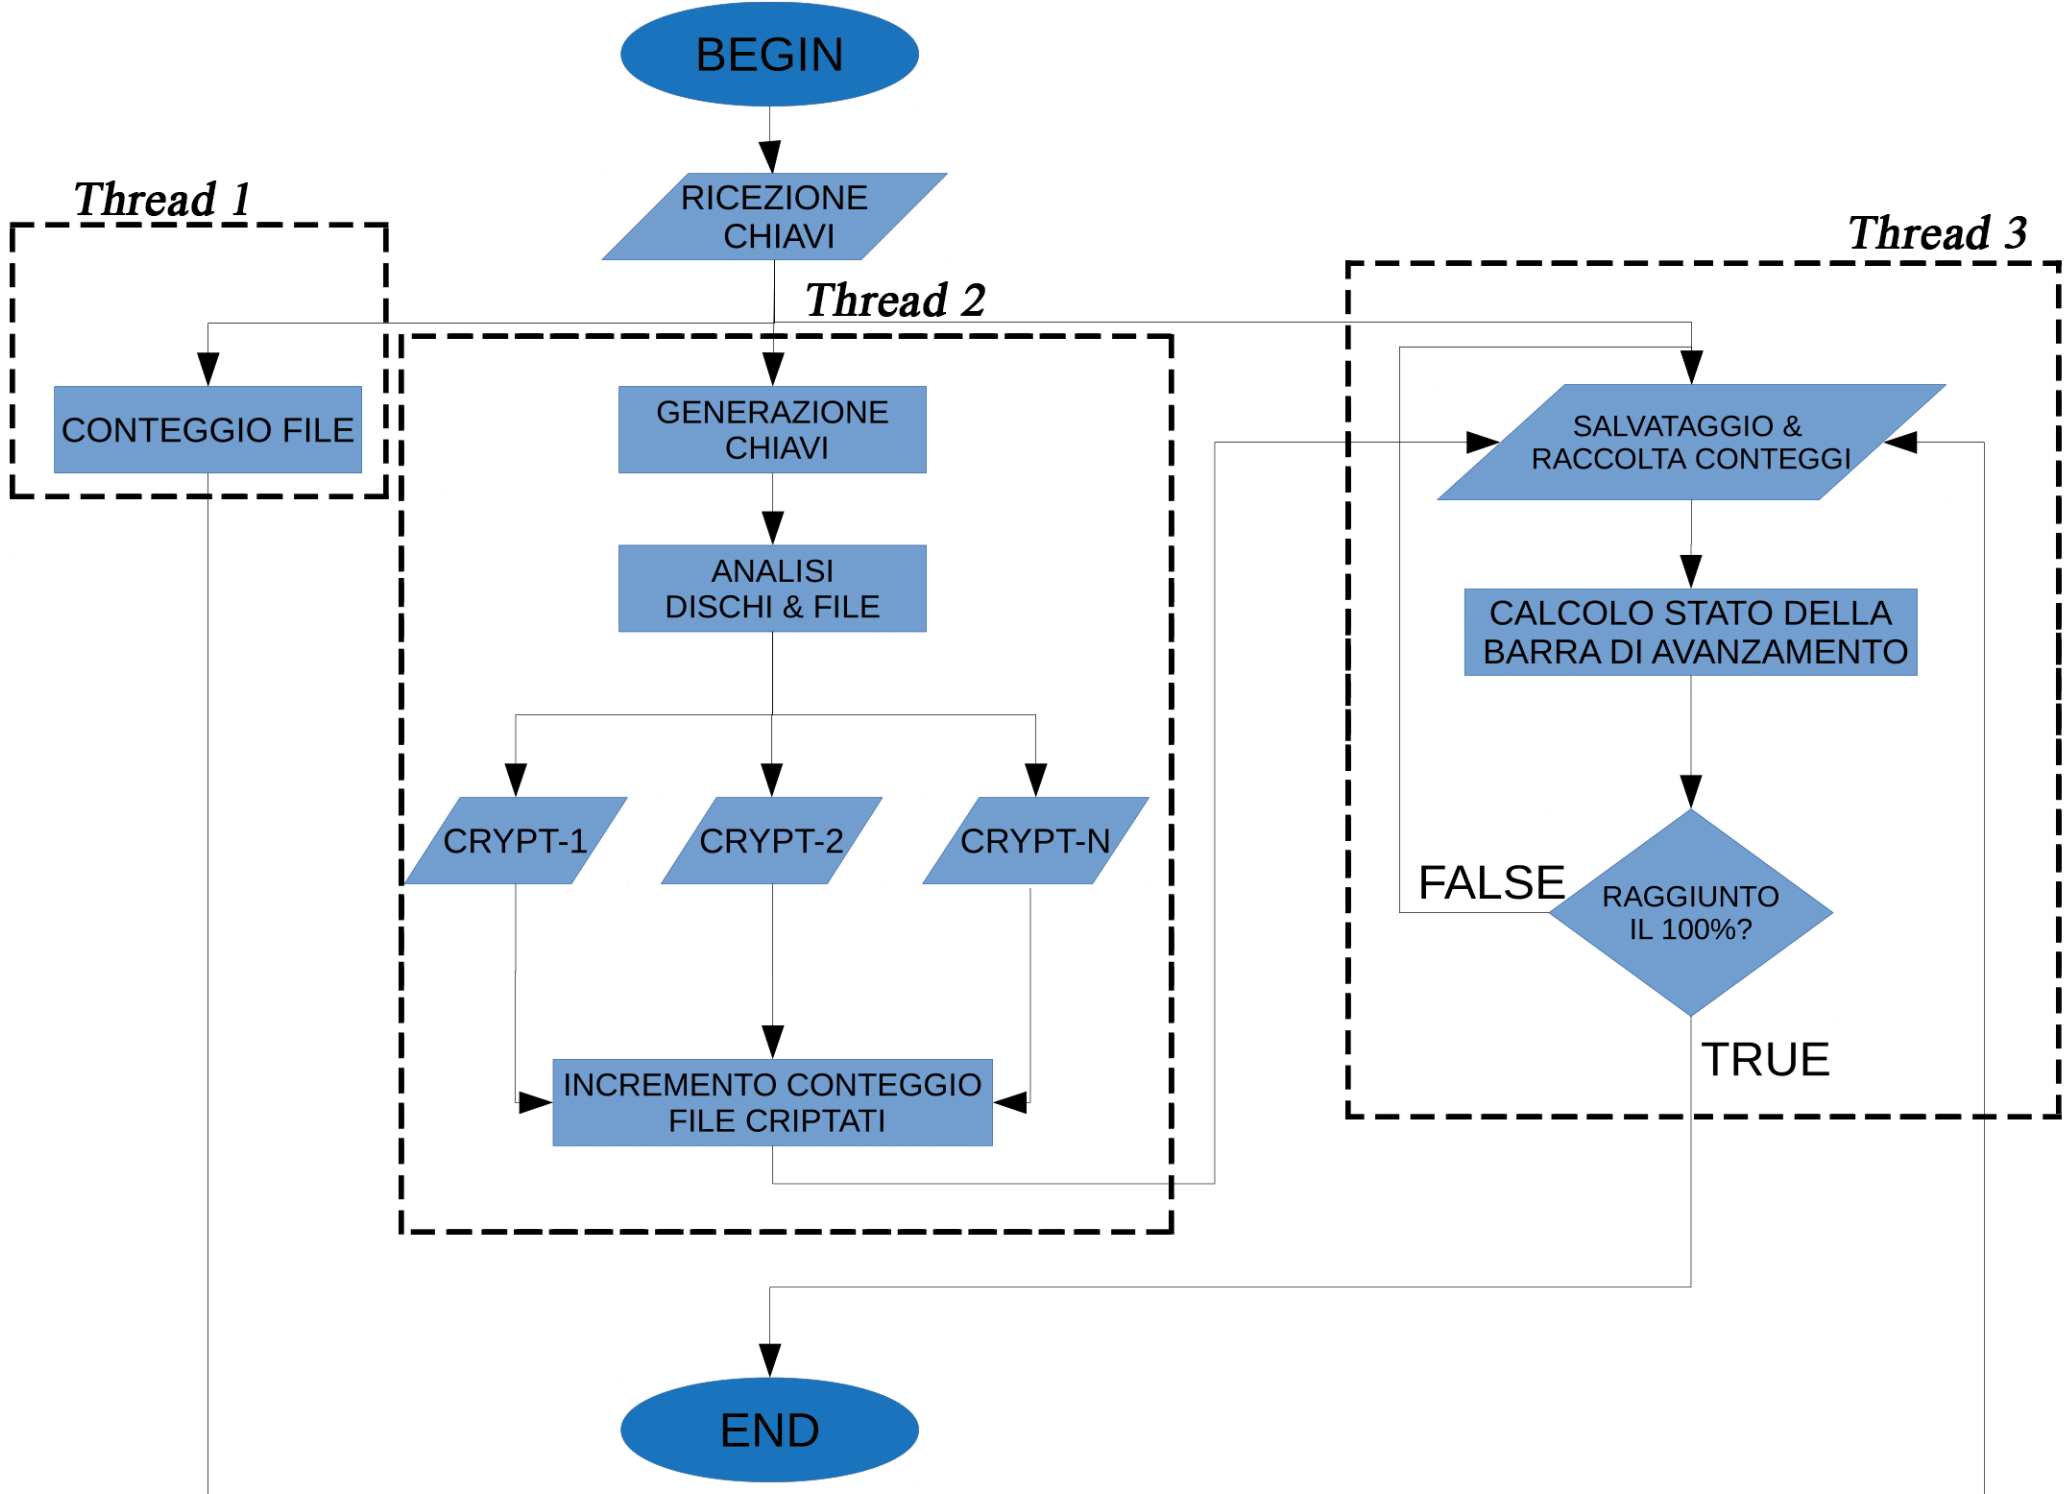 BEGIN
RICEZIONE
CHIAVI
Thread 1
CONTEGGIO FILE
Thread 2
GENERAZIONE
CHIAVI
ANALISI
DISCHI & FILE
CRYPT-1
CRYPT-2
CRYPT-N
INCREMENTO CONTEGGIO
FILE CRIPTATI
Thread 3
SALVATAGGIO &
RACCOLTA CONTEGGI
CALCOLO STATO DELLA
BARRA DI AVANZAMENTO
FALSE
RAGGIUNTO
IL 100%?
TRUE
END